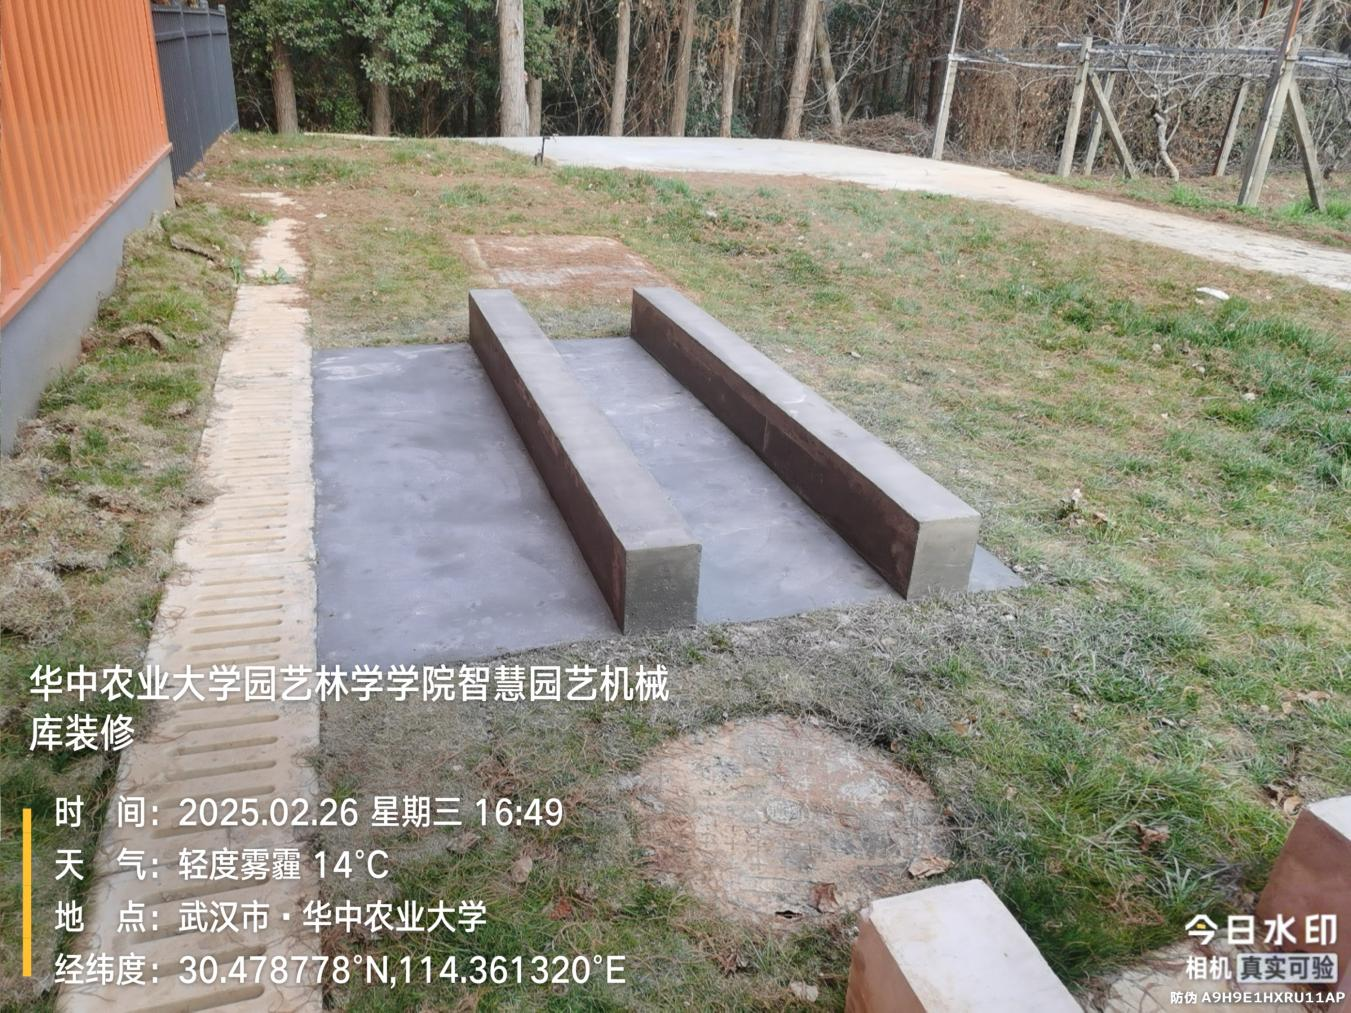 华中农业大学园艺林学学院智慧园艺机械
库装修
时 间：2025.02.26 星期三 16:49
天 气：轻度雾霾 14°C
地 点：武汉市·华中农业大学
经纬度：30.478778°N,114.361320°E
今日水印
相机 真实可验
防伪 A9H9E1HXRU11AP